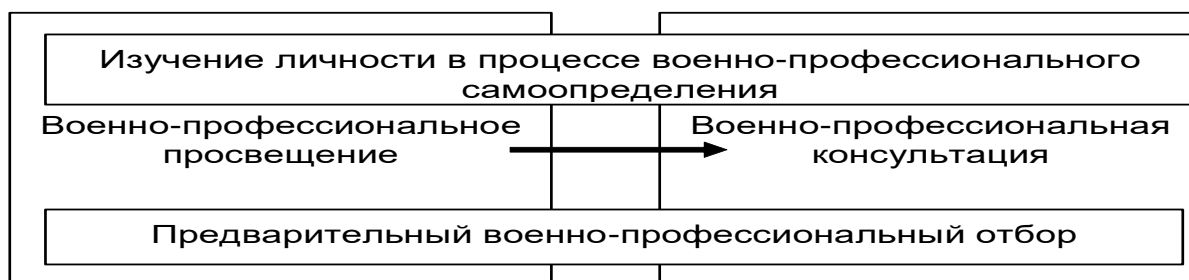 Изучение личности в процессе военно-профессионального
самоопределения
Военно-профессиональное
просвещение
Военно-профессиональная
консультация
Предварительный военно-профессиональный отбор